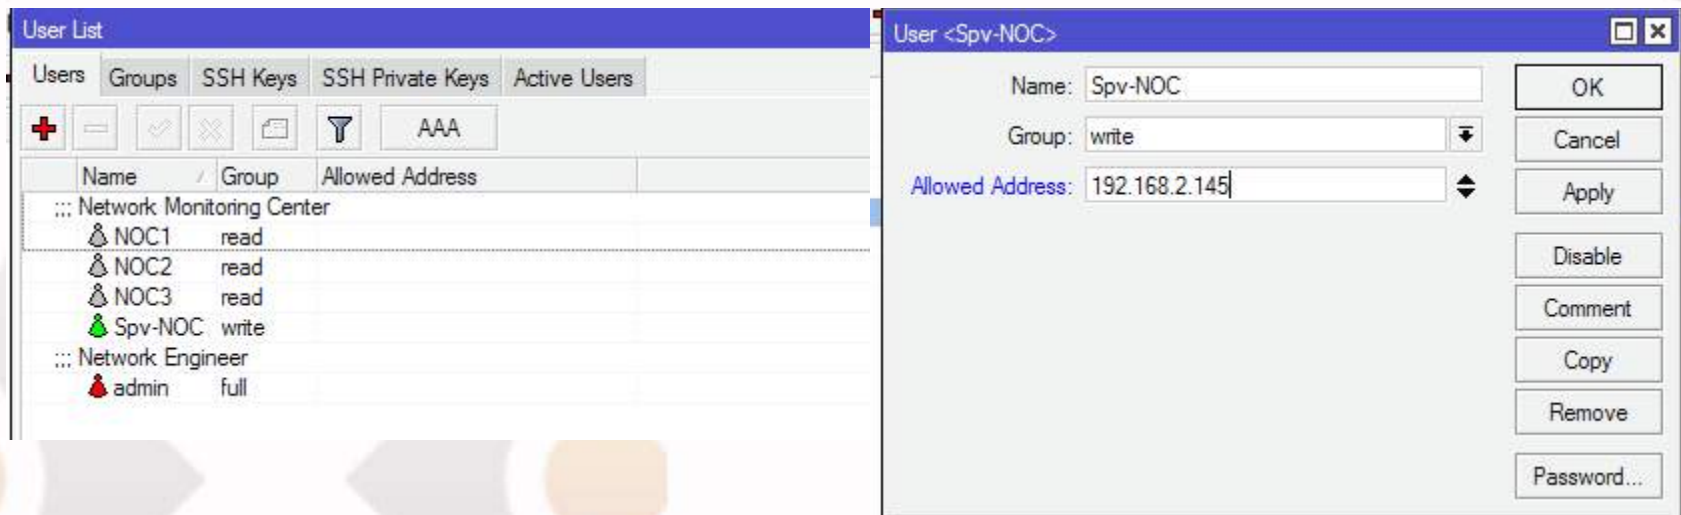 User List
Users Groups SSH Keys SSH Private Keys Active Users
AAA
Name Group Allowed Address
;;; Network Monitoring Center
NOC1 read
NOC2 read
NOC3 read
Spv-NOC write
;;; Network Engineer
admin full
User <Spv-NOC>
Name: Spv-NOC
Group: write
Allowed Address: 192.168.2.145
OK
Cancel
Apply
Disable
Comment
Copy
Remove
Password...